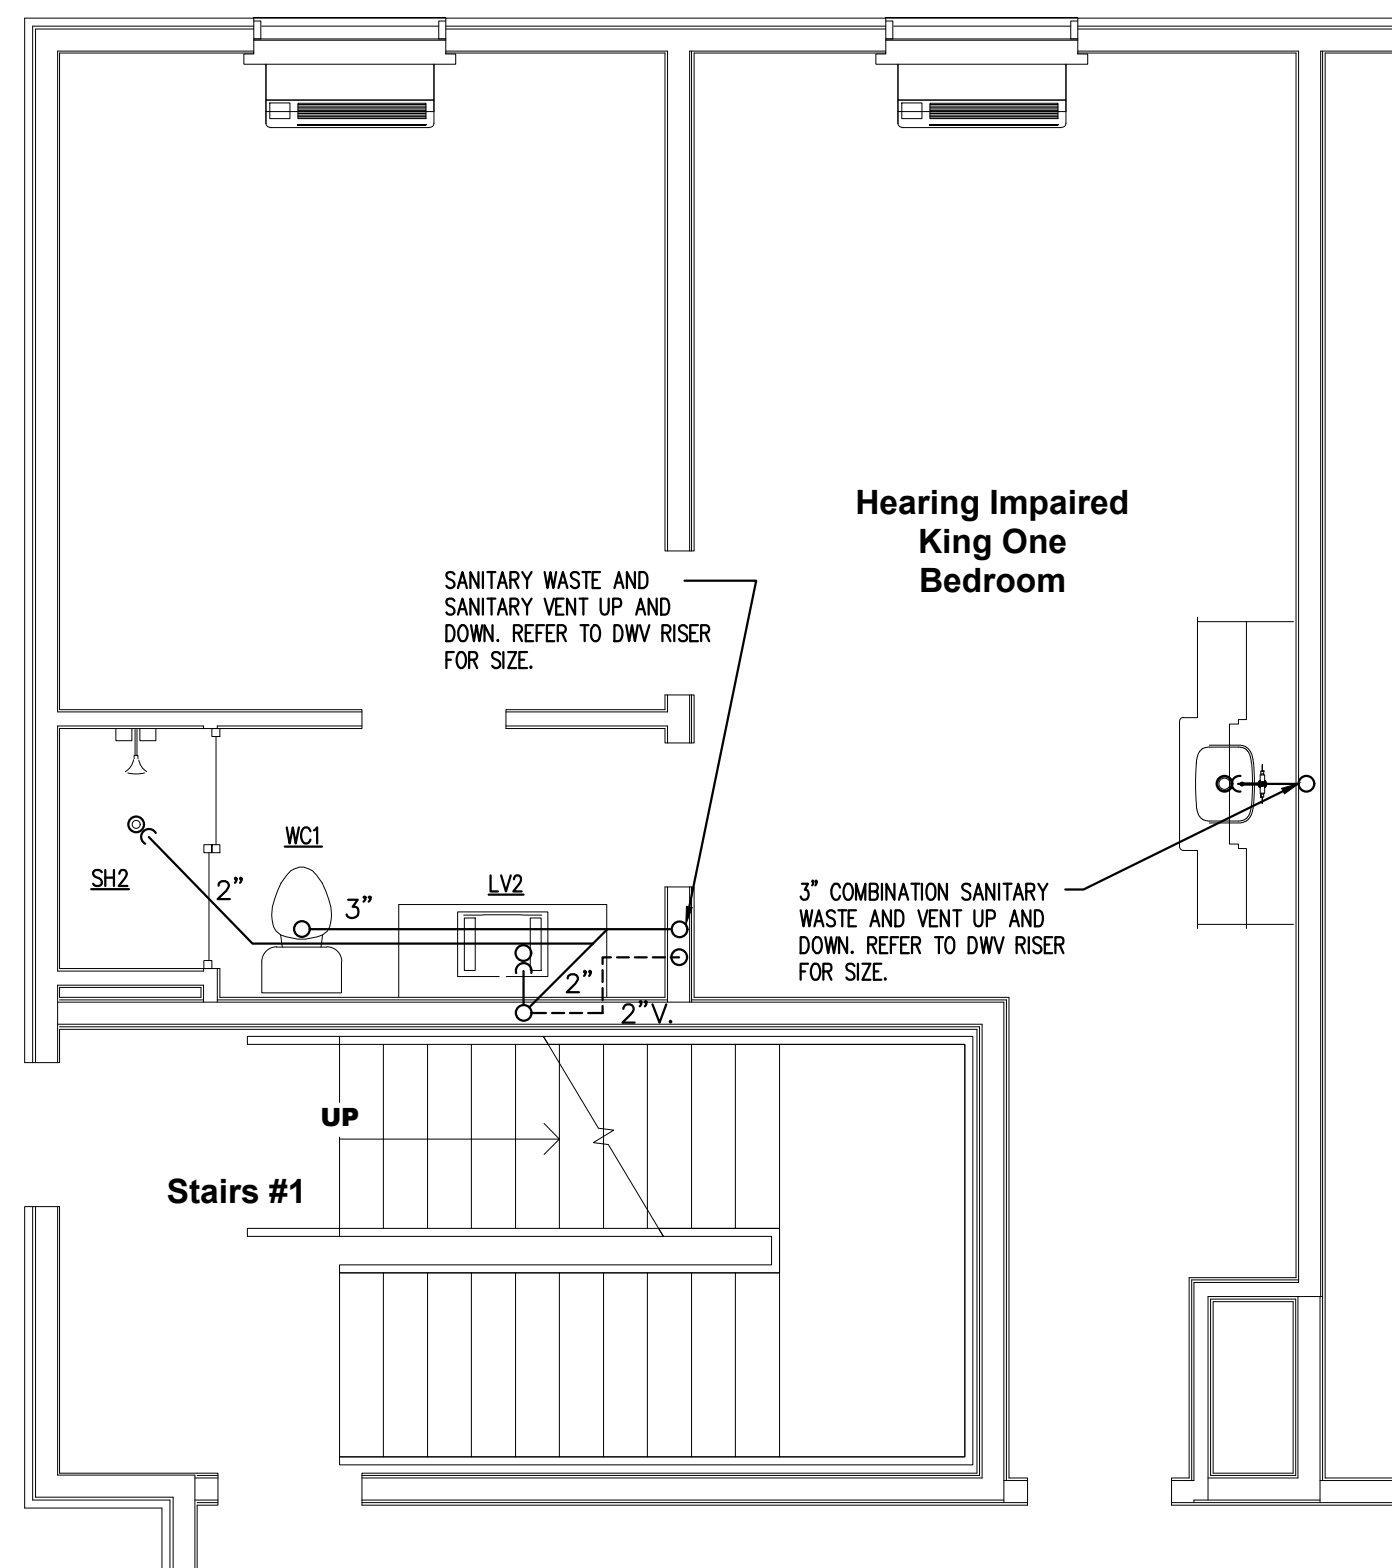 Hearing Impaired
King One
Bedroom
SANITARY WASTE AND
SANITARY VENT UP AND
DOWN. REFER TO DWV RISER
FOR SIZE.
WC1
SH2
2"
3"
LV2
3" COMBINATION SANITARY
WASTE AND VENT UP AND
DOWN. REFER TO DWV RISER
FOR SIZE.
2"
2"V.
UP
Stairs #1